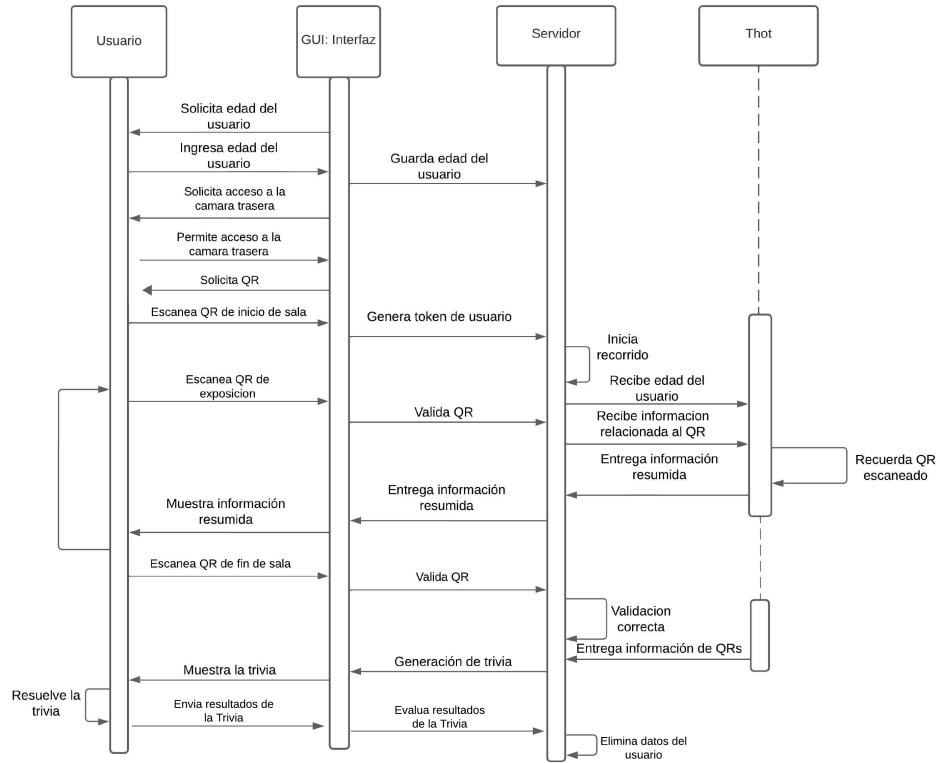 Usuario
GUI: Interfaz
Servidor
Thot
Solicita edad del
usuario
Ingresa edad del
usuario
Guarda edad del
usuario
Solicita acceso a la
camara trasera
Permite acceso a la
camara trasera
Solicita QR
Escanea QR de inicio de sala
Genera token de usuario
Inicia
recorrido
Escanea QR de
exposicion
Recibe edad del
usuario
Valida QR
Recibe informacion
relacionada al QR
Recuerda QR
escaneado
Entrega información
resumida
Entrega información
resumida
Muestra información
resumida
Escanea QR de fin de sala
Valida QR
Validacion
correcta
Entrega información de QRs
Generación de trivia
Muestra la trivia
Resuelve la
trivia
Envia resultados de
la Trivia
Evalua resultados
de la Trivia
Elimina datos del
usuario